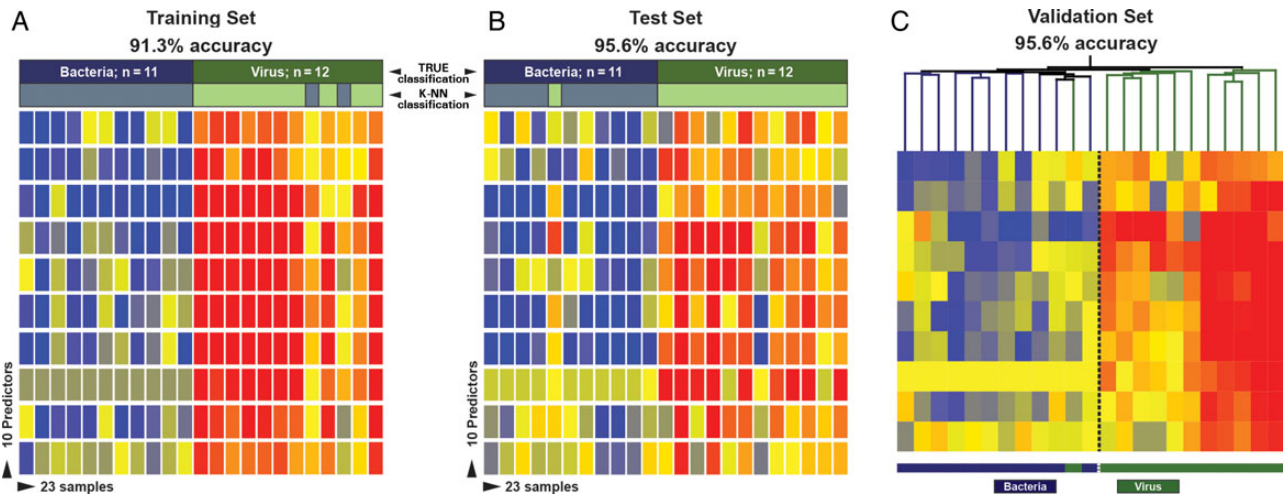 A
Training Set
91.3% accuracy
Bacteria; n = 11
Virus; n = 12
TRUE
classification
K-NN
classification
10 Predictors
23 samples
B
Test Set
95.6% accuracy
Bacteria; n = 11
Virus; n = 12
10 Predictors
23 samples
C
Validation Set
95.6% accuracy
Bacteria
Virus